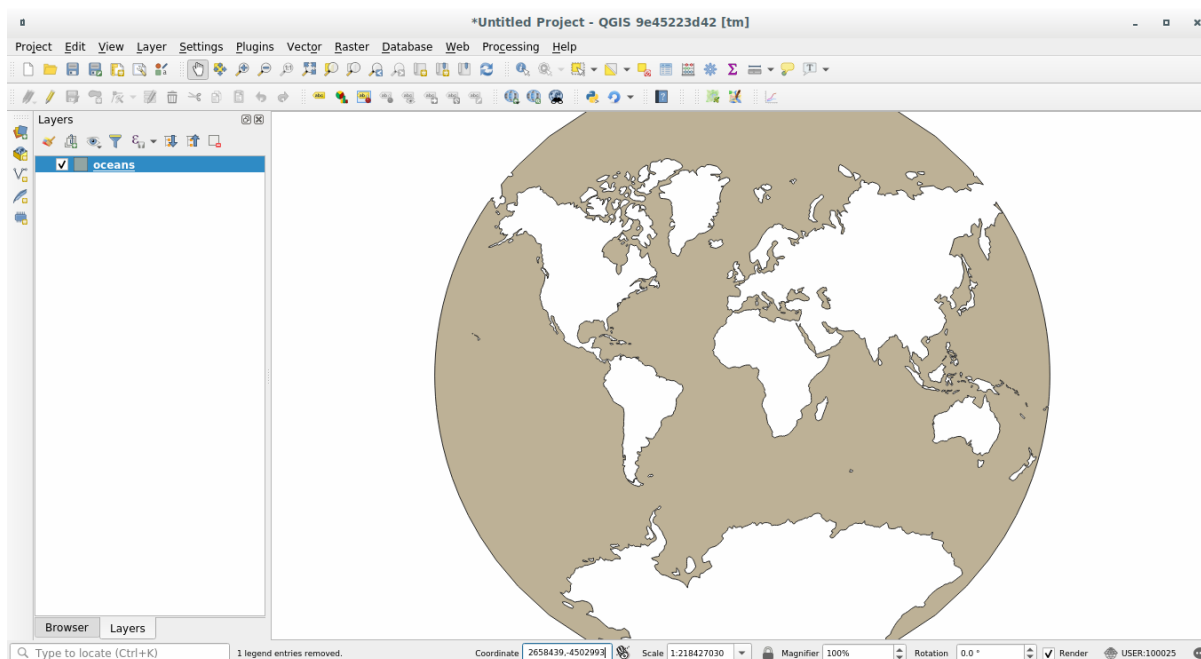 *Untitled Project - QGIS 9e45223d42 [tm]
Project Edit View Layer Settings Plugins Vector Raster Database Web Processing Help
Layers
oceans
Browser Layers
Type to locate (Ctrl+K) 1 legend entries removed. Coordinate 2658439,-4502993 Scale 1:218427030 Magnifier 100% Rotation 0.0 ° Render USER:100025